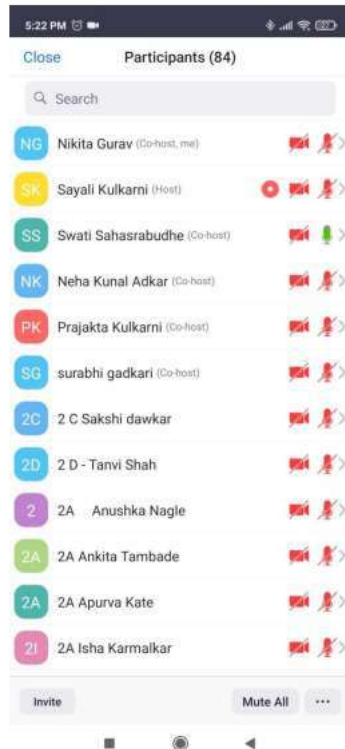 5:22 PM
Close Participants (84)
Search
NG Nikita Gurav (Co-host, me)
SK Sayali Kulkarni (Host)
SS Swati Sahasrabudhe (Co-host)
NK Neha Kunal Adkar (Co-host)
PK Prajakta Kulkarni (Co-host)
SG surabhi gadkari (Co-host)
2C 2 C Sakshi dawkar
2D 2 D - Tanvi Shah
2 2A Anushka Nagle
2A 2A Ankita Tambade
2A 2A Apurva Kate
2I 2A Isha Karmalkar
Invite Mute All ...